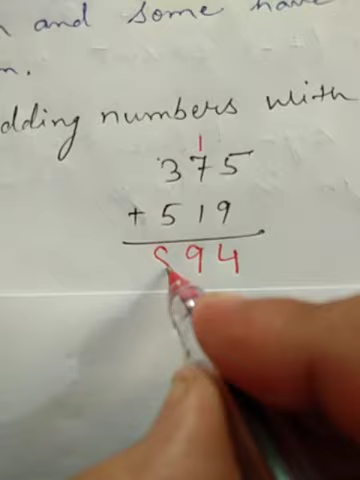 and some have
n.
dding numbers with
1
375
+ 519
94